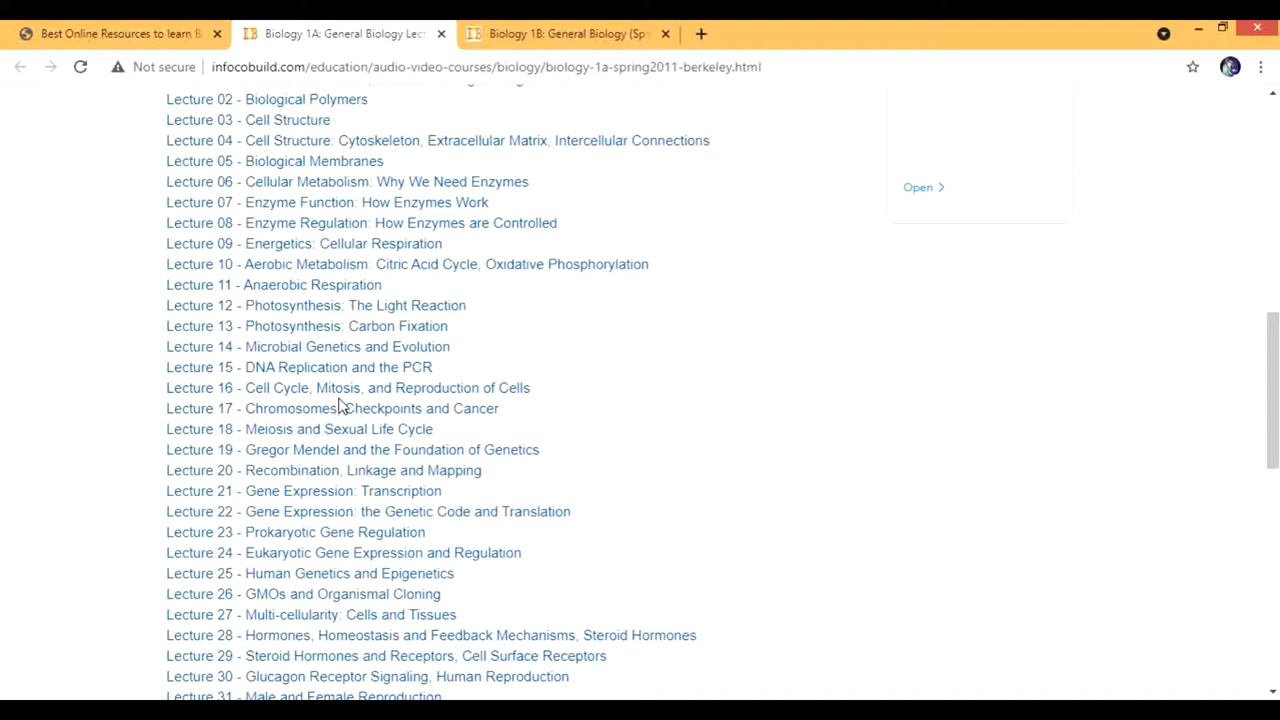 Best Online Resources to learn B
Biology 1A: General Biology Lect
Biology 1B: General Biology (Spr
Not secure
infocobuild.com/education/audio-video-courses/biology/biology-1a-spring2011-berkeley.html
Lecture 02 - Biological Polymers
Lecture 03 - Cell Structure
Lecture 04 - Cell Structure: Cytoskeleton, Extracellular Matrix, Intercellular Connections
Lecture 05 - Biological Membranes
Open
Lecture 06 - Cellular Metabolism: Why We Need Enzymes
Lecture 07 - Enzyme Function: How Enzymes Work
Lecture 08 - Enzyme Regulation: How Enzymes are Controlled
Lecture 09 - Energetics: Cellular Respiration
Lecture 10 - Aerobic Metabolism: Citric Acid Cycle, Oxidative Phosphorylation
Lecture 11 - Anaerobic Respiration
Lecture 12 - Photosynthesis: The Light Reaction
Lecture 13 - Photosynthesis: Carbon Fixation
Lecture 14 - Microbial Genetics and Evolution
Lecture 15 - DNA Replication and the PCR
Lecture 16 - Cell Cycle, Mitosis, and Reproduction of Cells
Lecture 17 - Chromosomes, Checkpoints and Cancer
Lecture 18 - Meiosis and Sexual Life Cycle
Lecture 19 - Gregor Mendel and the Foundation of Genetics
Lecture 20 - Recombination, Linkage and Mapping
Lecture 21 - Gene Expression: Transcription
Lecture 22 - Gene Expression: the Genetic Code and Translation
Lecture 23 - Prokaryotic Gene Regulation
Lecture 24 - Eukaryotic Gene Expression and Regulation
Lecture 25 - Human Genetics and Epigenetics
Lecture 26 - GMOs and Organismal Cloning
Lecture 27 - Multi-cellularity: Cells and Tissues
Lecture 28 - Hormones, Homeostasis and Feedback Mechanisms, Steroid Hormones
Lecture 29 - Steroid Hormones and Receptors, Cell Surface Receptors
Lecture 30 - Glucagon Receptor Signaling, Human Reproduction
Lecture 31 - Male and Female Reproduction